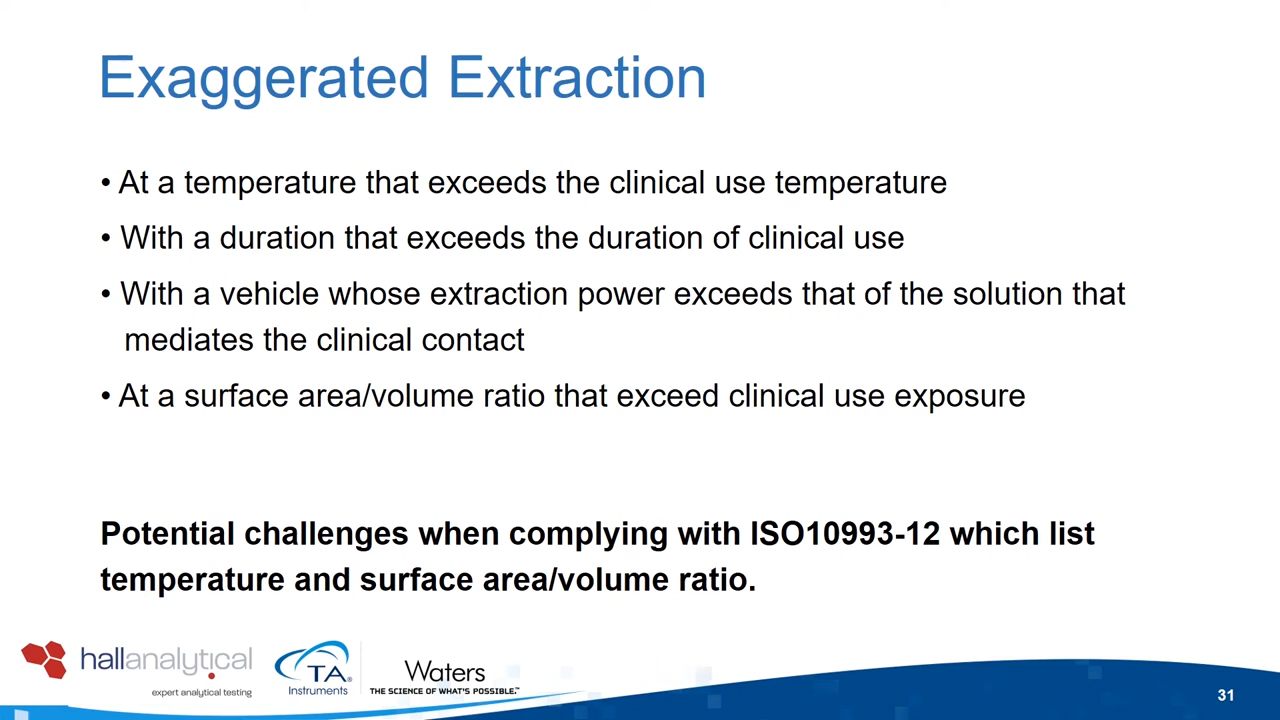 Exaggerated Extraction
• At a temperature that exceeds the clinical use temperature
• With a duration that exceeds the duration of clinical use
• With a vehicle whose extraction power exceeds that of the solution that
mediates the clinical contact
• At a surface area/volume ratio that exceed clinical use exposure
Potential challenges when complying with ISO10993-12 which list
temperature and surface area/volume ratio.
hallanalytical
expert analytical testing
TA®
Instruments
Waters
THE SCIENCE OF WHAT'S POSSIBLE.™
31